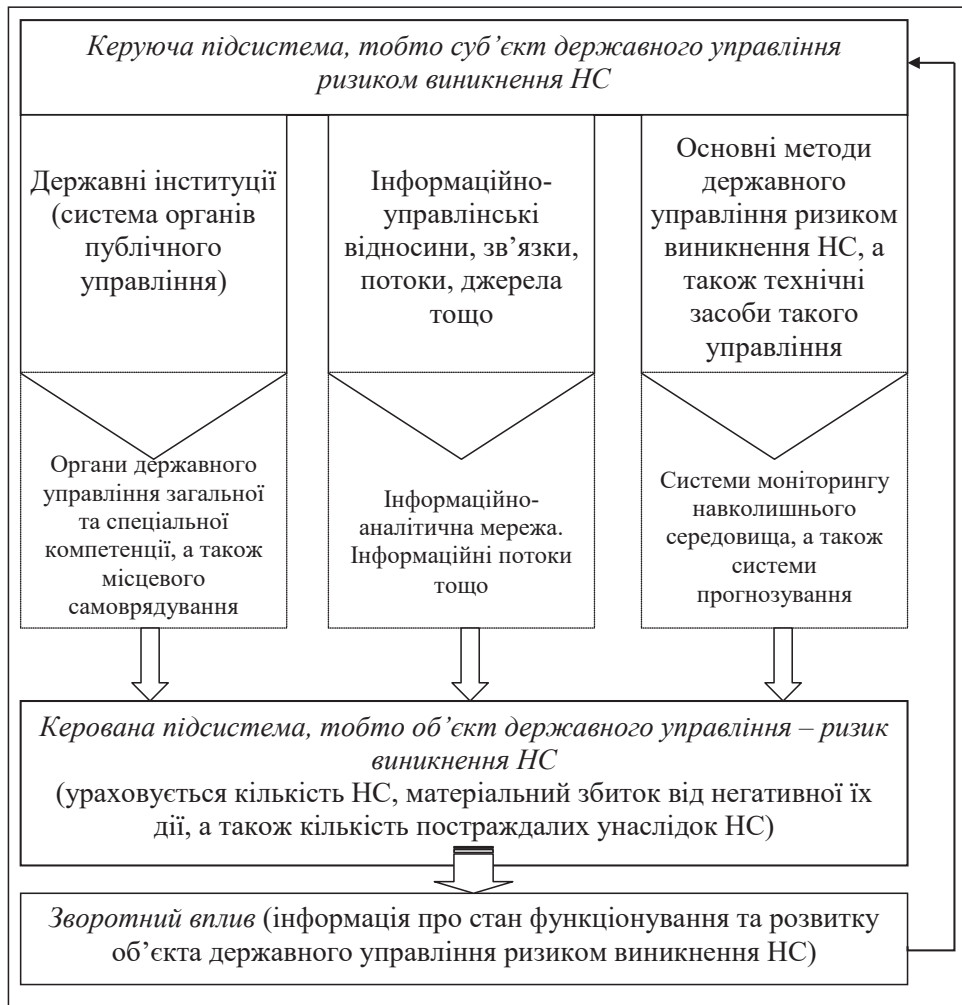 Керуюча підсистема, тобто суб’єкт державного управління
ризиком виникнення НС
Державні інституції
(система органів
публічного
управління)
Інформаційно-
управлінські
відносини, зв’язки,
потоки, джерела
тощо
Основні методи
державного
управління ризиком
виникнення НС, а
також технічні
засоби такого
управління
Органи державного
управління загальної
та спеціальної
компетенції, а також
місцевого
самоврядування
Інформаційно-
аналітична мережа.
Інформаційні потоки
тощо
Системи моніторингу
навколишнього
середовища, а також
системи
прогнозування
Керована підсистема, тобто об’єкт державного управління – ризик
виникнення НС
(ураховується кількість НС, матеріальний збиток від негативної їх
дії, а також кількість постраждалих унаслідок НС)
Зворотний вплив (інформація про стан функціонування та розвитку
об’єкта державного управління ризиком виникнення НС)